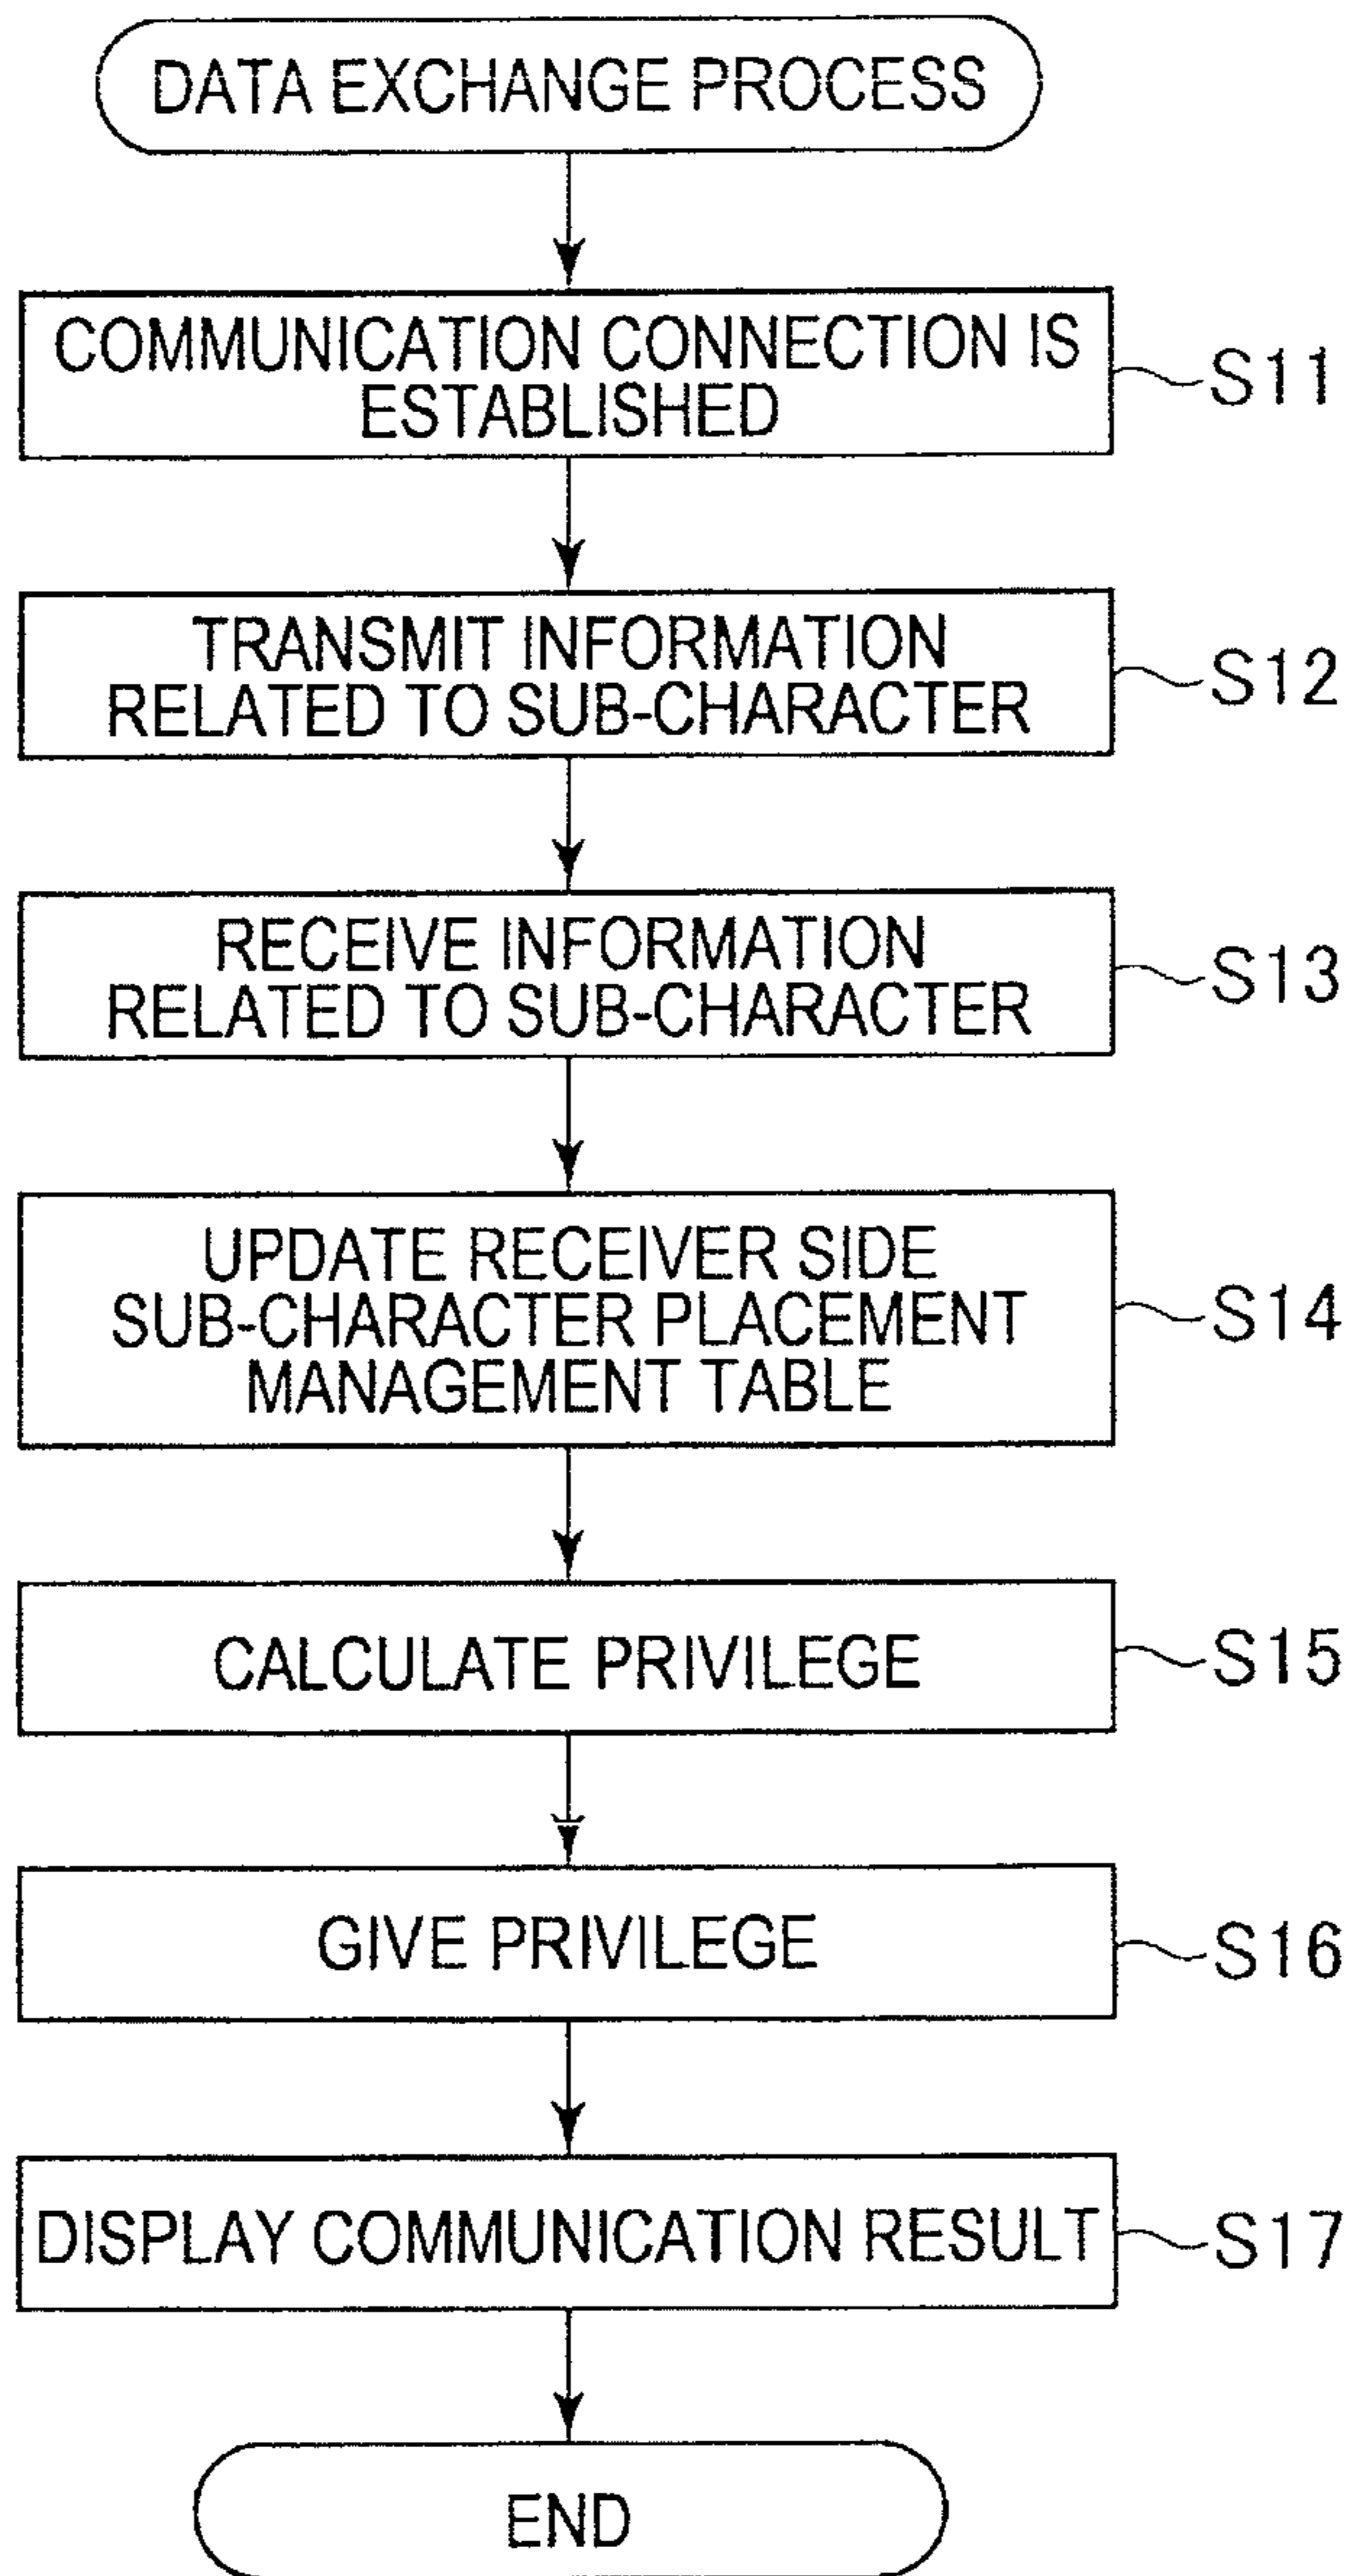 DATA EXCHANGE PROCESS
COMMUNICATION CONNECTION IS
ESTABLISHED
S11
TRANSMIT INFORMATION
RELATED TO SUB-CHARACTER
S12
RECEIVE INFORMATION
RELATED TO SUB-CHARACTER
S13
UPDATE RECEIVER SIDE
SUB-CHARACTER PLACEMENT
MANAGEMENT TABLE
S14
CALCULATE PRIVILEGE
S15
GIVE PRIVILEGE
S16
DISPLAY COMMUNICATION RESULT
S17
END